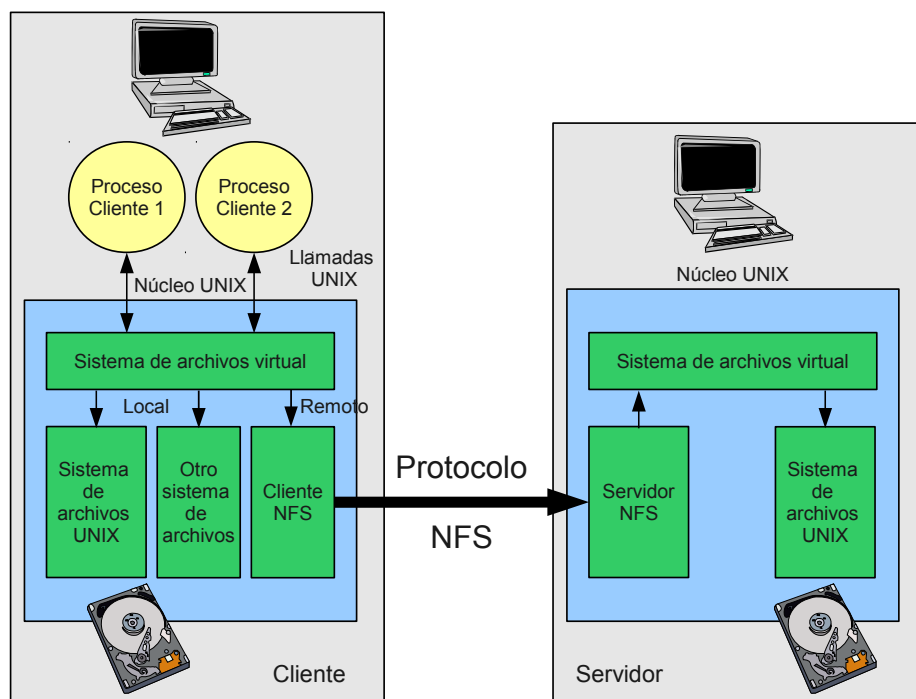 Proceso
Cliente 1
Proceso
Cliente 2
Llamadas
UNIX
Núcleo UNIX
Sistema de archivos virtual
Local
Remoto
Sistema
de
archivos
UNIX
Otro
sistema
de
archivos
Cliente
NFS
Cliente
Protocolo
NFS
Núcleo UNIX
Sistema de archivos virtual
Servidor
NFS
Sistema
de
archivos
UNIX
Servidor